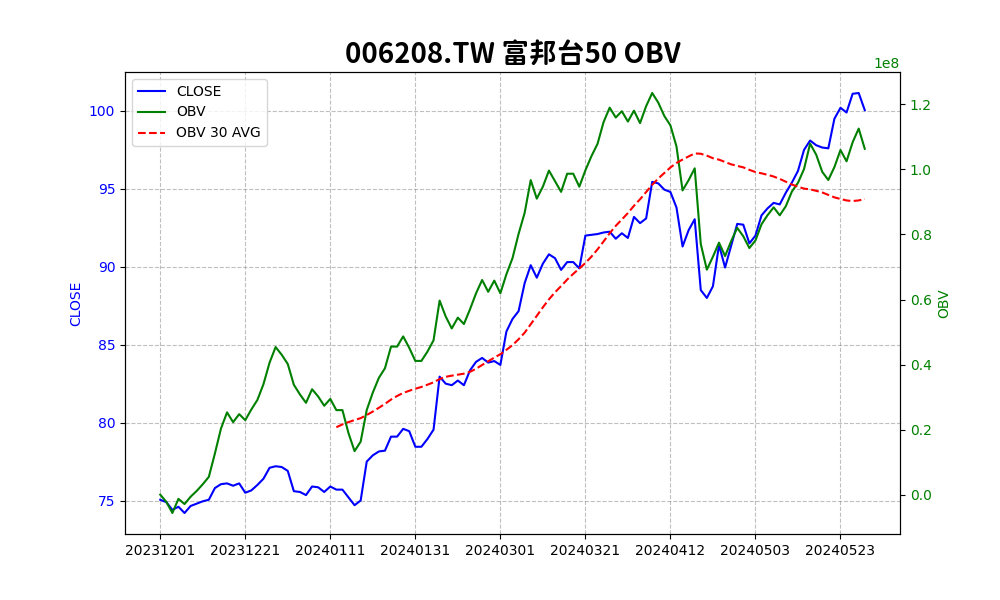 006208.TW 富邦台50 OBV
1e8
CLOSE
OBV
OBV 30 AVG
100
95
90
85
80
75
CLOSE
1.2
1.0
0.8
0.6
0.4
0.2
0.0
OBV
20231201 20231221 20240111 20240131 20240301 20240321 20240412 20240503 20240523